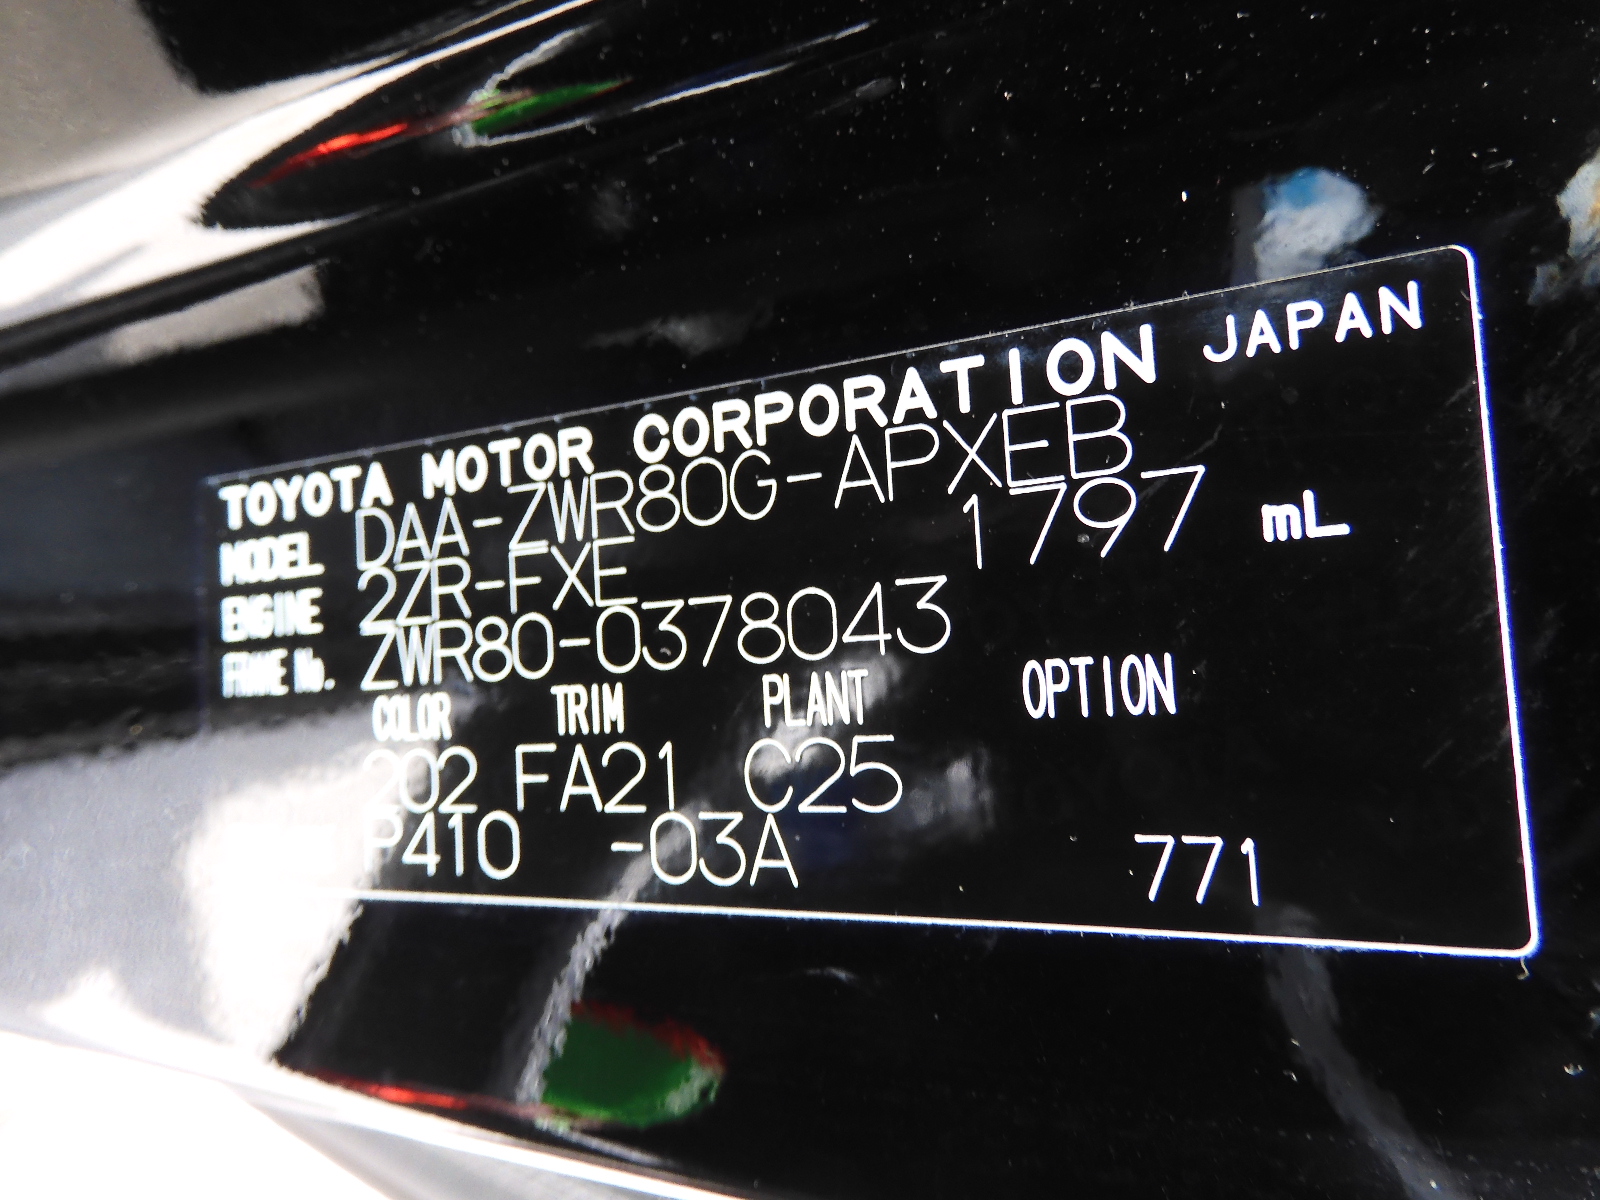 TOYOTA MOTOR CORPORATION JAPAN
MODEL DAA-ZWR80G-APXEB
ENGINE 2ZR-FXE 1797 mL
FRAME No. ZWR80-0378043
COLOR TRIM PLANT OPTION
202 FA21 C25
P410 -03A 771